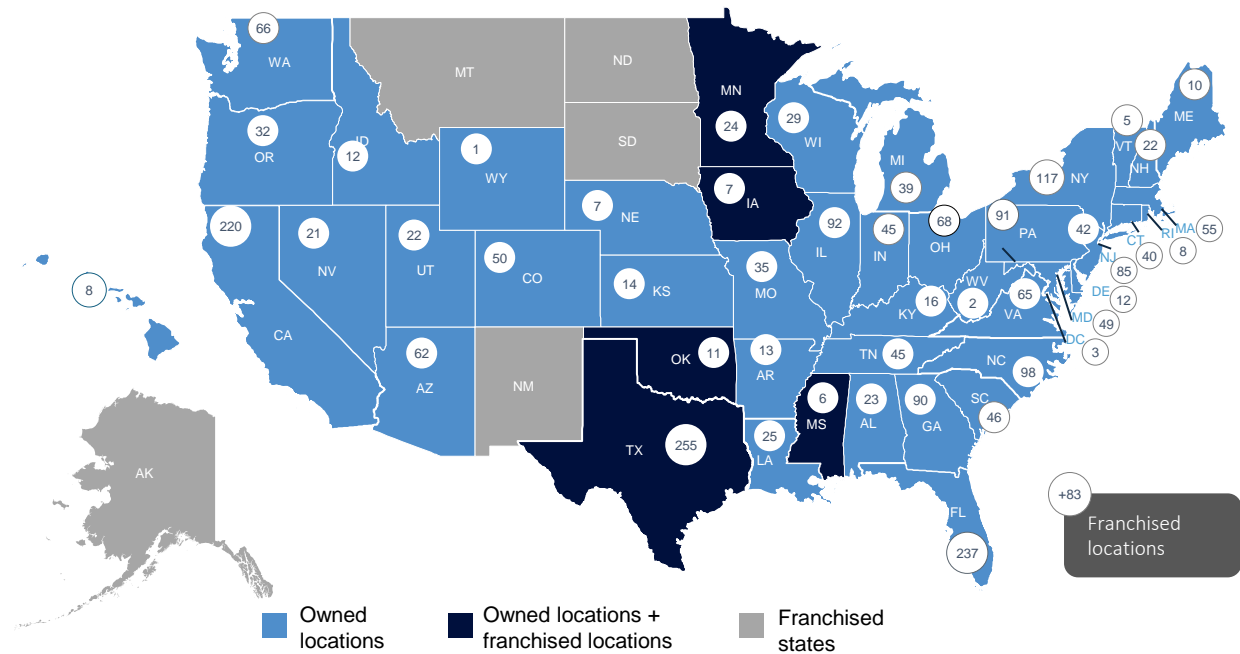 66
WA
MT
ND
MN
24
10
ME
32
OR
ID
12
1
WY
SD
29
WI
MI
39
5
VT
22
NH
117
NY
7
IA
7
NE
220
21
NV
22
UT
50
CO
14
KS
35
MO
92
IL
45
IN
68
OH
91
PA
42
CT
40
RI
8
MA
55
NJ
85
DE
12
MD
49
DC
3
WV
2
65
VA
KY
16
8
CA
62
AZ
NM
OK
11
13
AR
TN
45
NC
98
SC
46
TX
255
25
LA
6
MS
23
AL
90
GA
FL
237
AK
+83
Franchised
locations
Owned
locations
Owned locations +
franchised locations
Franchised
states